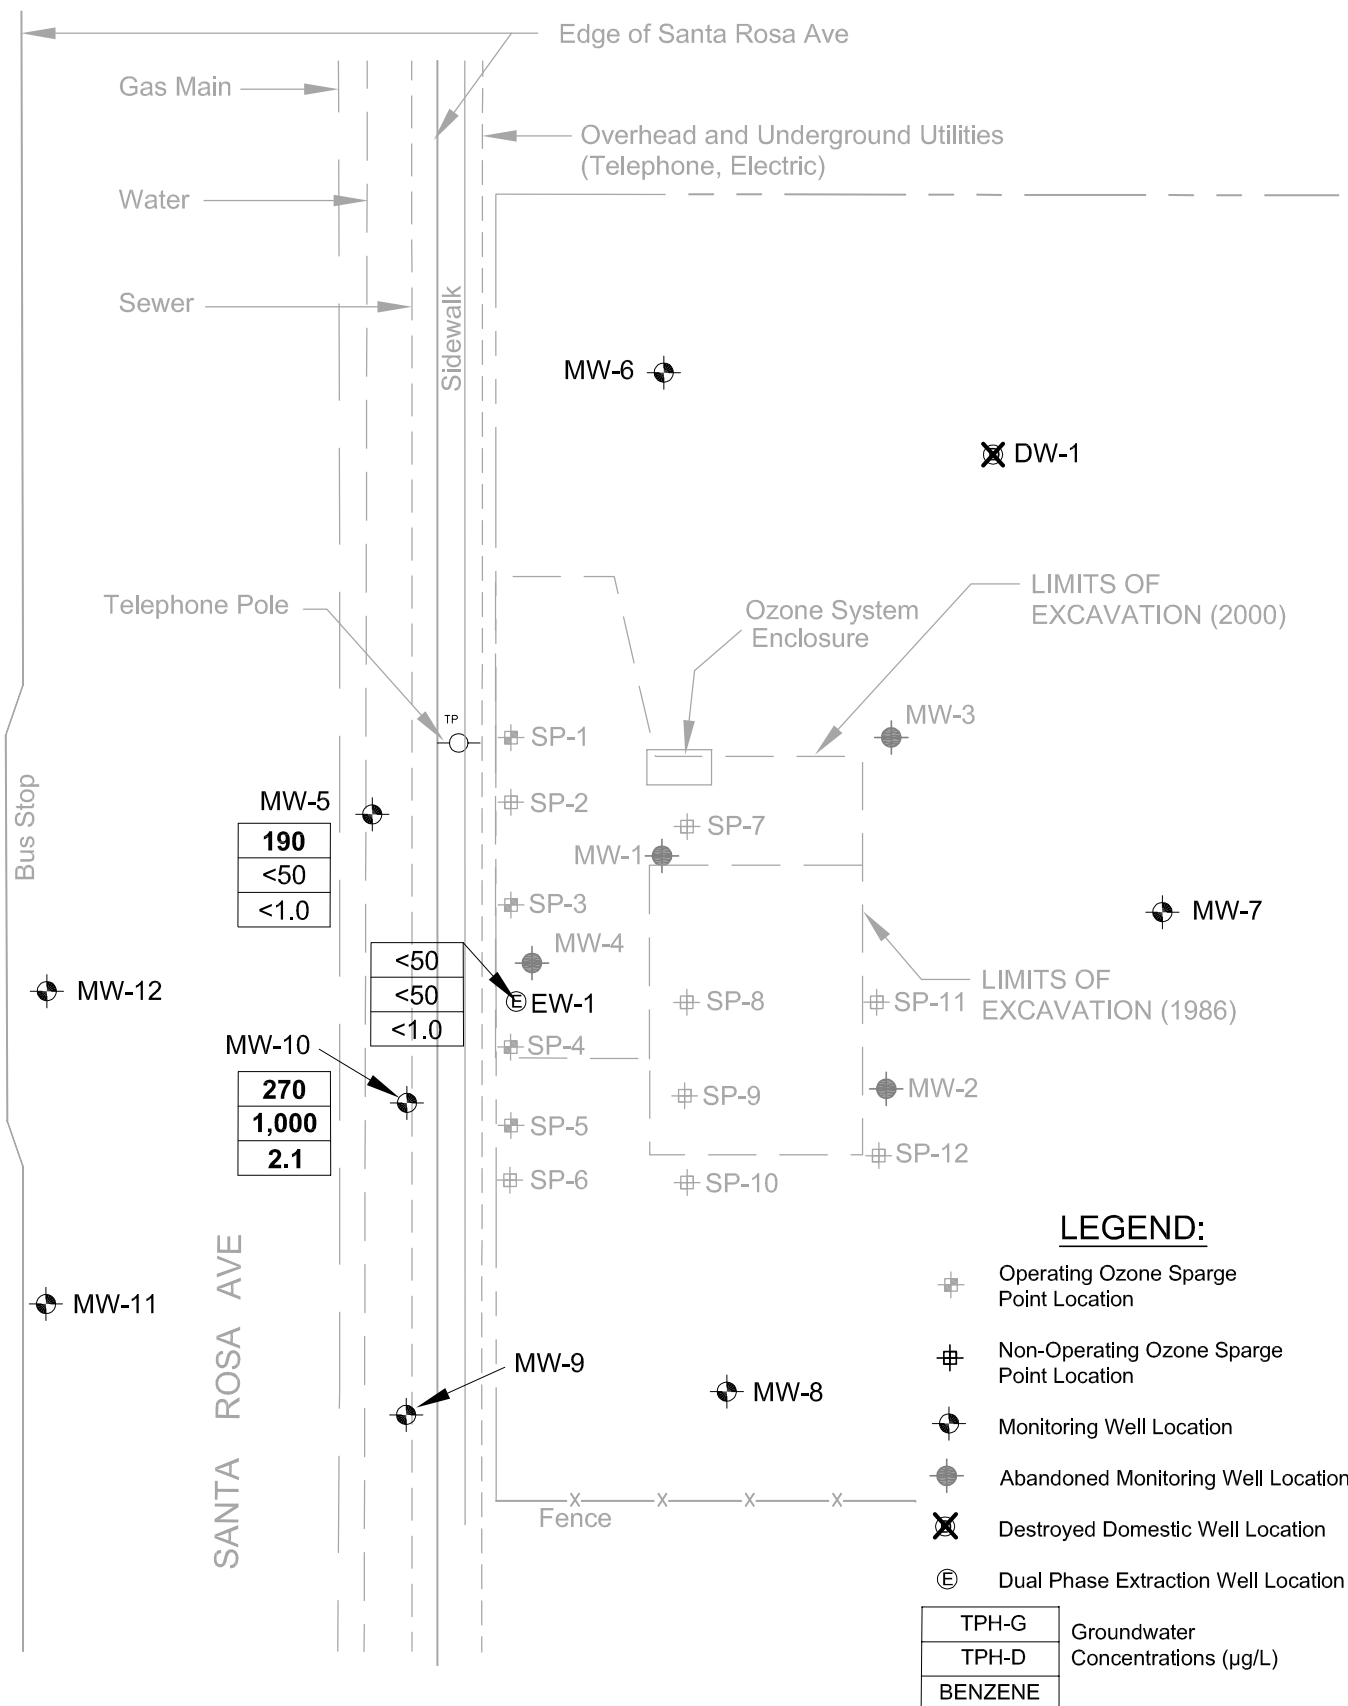 Edge of Santa Rosa Ave
Gas Main
Overhead and Underground Utilities
(Telephone, Electric)
Water
Sewer
Sidewalk
MW-6
DW-1
LIMITS OF
EXCAVATION (2000)
Telephone Pole
Ozone System
Enclosure
TP
SP-1
MW-3
Bus Stop
MW-5
190
<50
<1.0
SP-2
SP-7
MW-1
SP-3
MW-7
MW-4
<50
<50
<1.0
EW-1
MW-12
SP-8
SP-11
LIMITS OF
EXCAVATION (1986)
MW-10
270
1,000
2.1
SP-4
SP-9
MW-2
SP-5
SP-12
SP-6
SP-10
SANTA ROSA AVE
MW-11
MW-9
MW-8
Fence
LEGEND:
Operating Ozone Sparge
Point Location
Non-Operating Ozone Sparge
Point Location
Monitoring Well Location
Abandoned Monitoring Well Location
Destroyed Domestic Well Location
E
E
Dual Phase Extraction Well Location
TPH-G
TPH-D
BENZENE
Groundwater
Concentrations (µg/L)